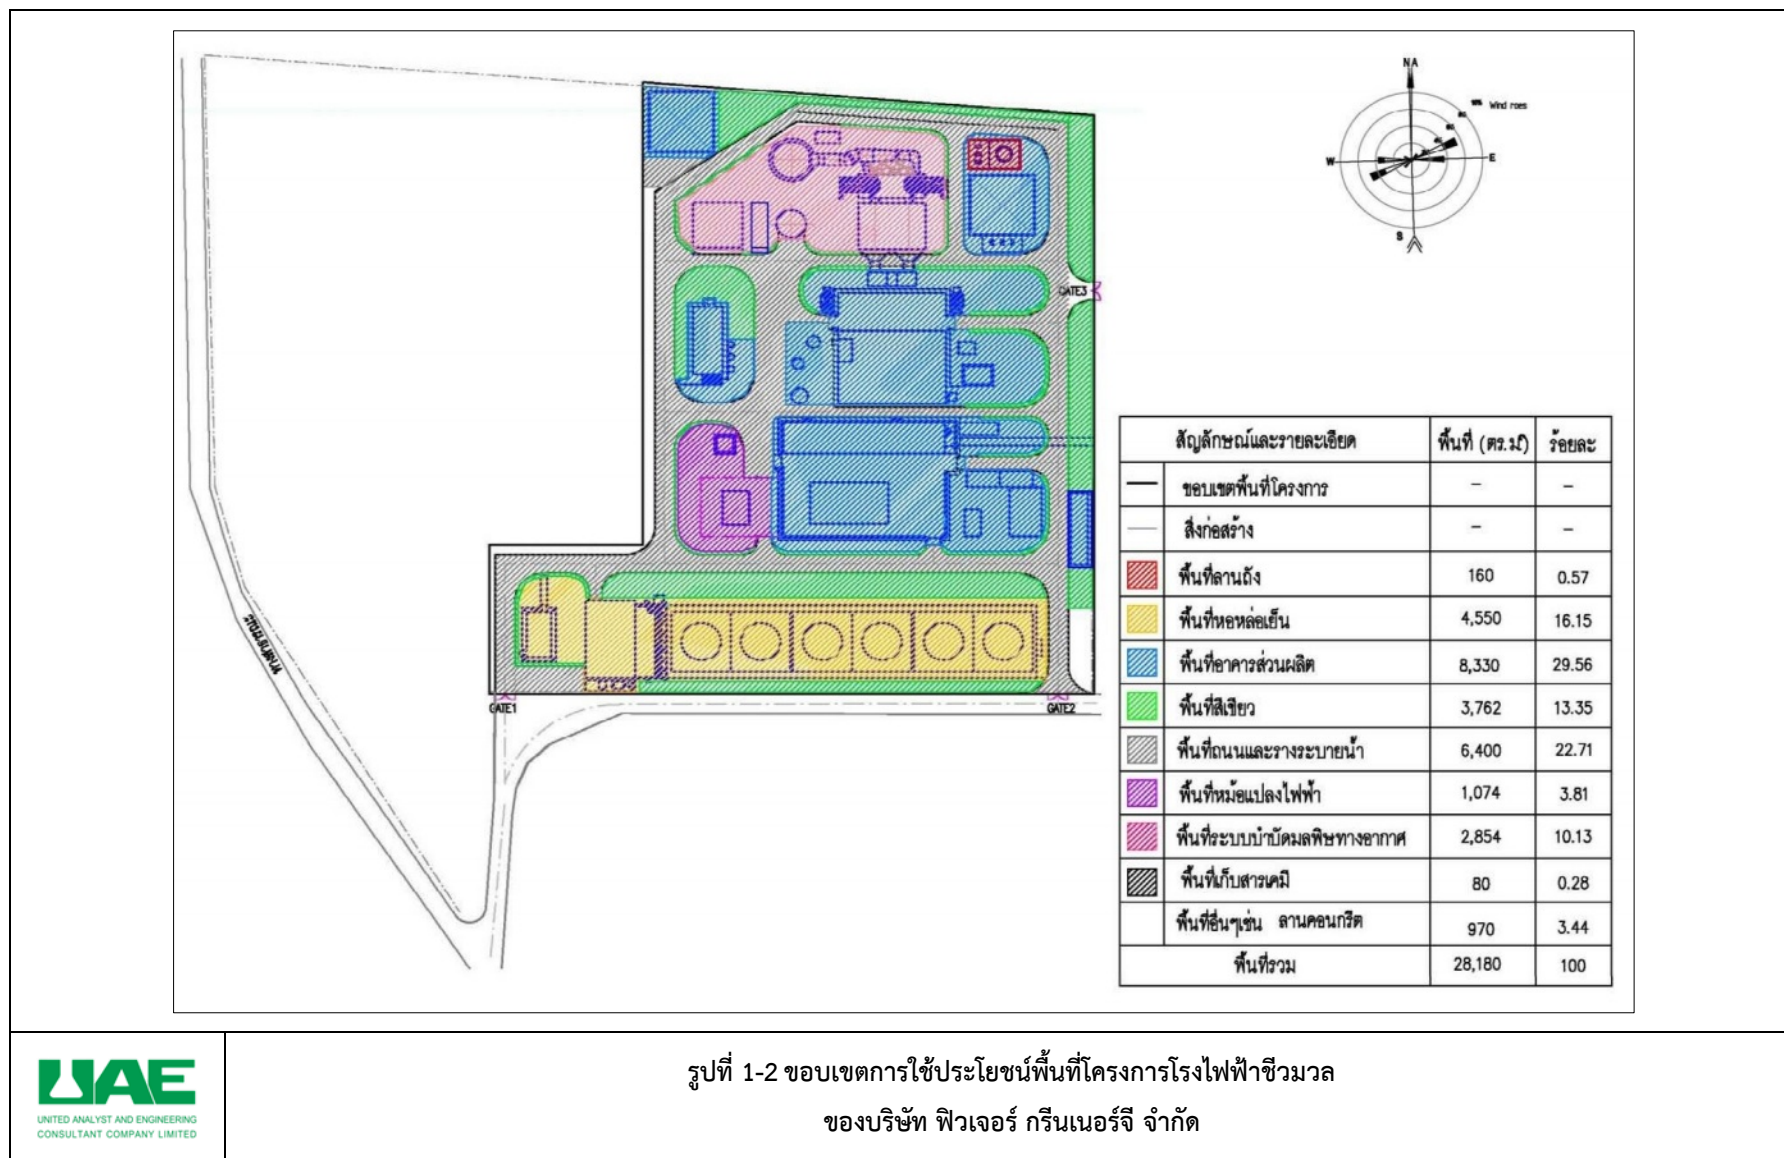 NA
Wind roes
W
E
S
GATE3
GATE1
GATE2
สัญลักษณ์และรายละเอียด พื้นที่ (ตร.ม) ร้อยละ
ขอบเขตพื้นที่โครงการ – –
สิ่งก่อสร้าง – –
พื้นที่ลานถัง 160 0.57
พื้นที่หอหล่อเย็น 4,550 16.15
พื้นที่อาคารส่วนผลิต 8,330 29.56
พื้นที่สีเขียว 3,762 13.35
พื้นที่ถนนและรางระบายน้ำ 6,400 22.71
พื้นที่หม้อแปลงไฟฟ้า 1,074 3.81
พื้นที่ระบบบำบัดมลพิษทางอากาศ 2,854 10.13
พื้นที่เก็บสารเคมี 80 0.28
พื้นที่อื่นๆเช่น ลานคอนกรีต 970 3.44
พื้นที่รวม 28,180 100
UAE
UNITED ANALYST AND ENGINEERING
CONSULTANT COMPANY LIMITED
รูปที่ 1-2 ขอบเขตการใช้ประโยชน์พื้นที่โครงการโรงไฟฟ้าชีวมวล
ของบริษัท ฟิวเจอร์ กรีนเนอร์จี จำกัด